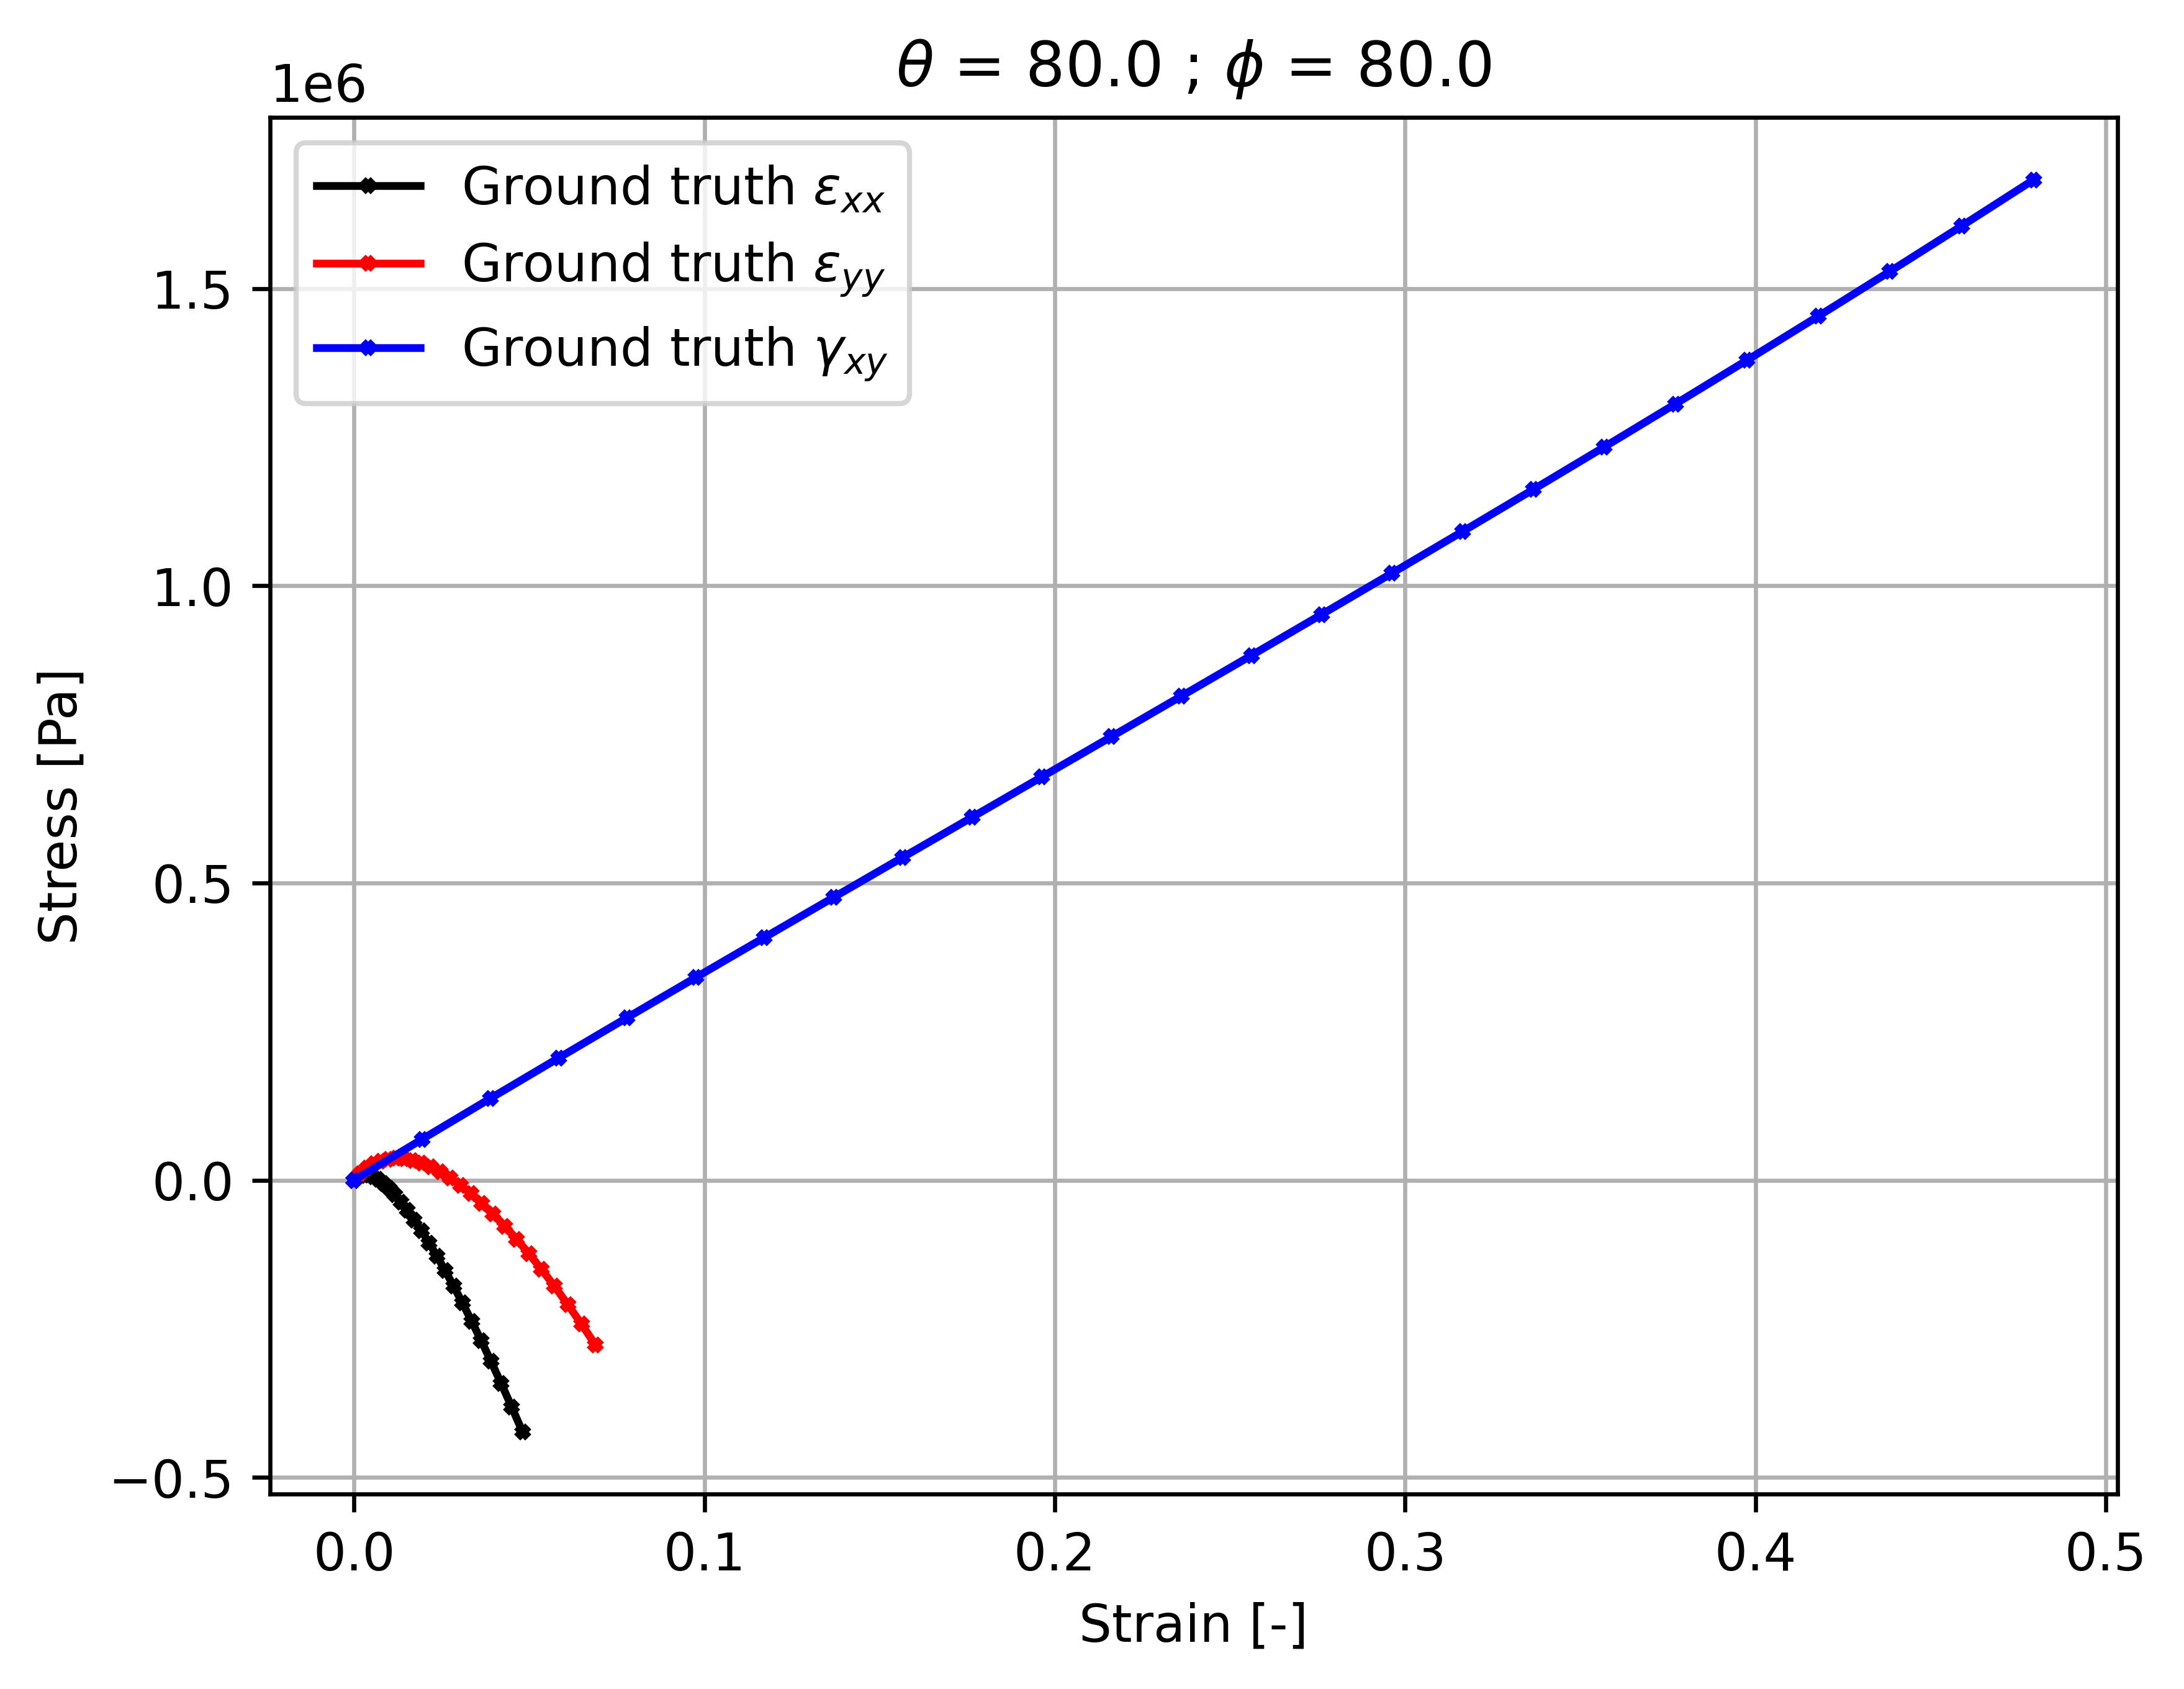 θ = 80.0 ; ϕ = 80.0
1e6
Ground truth εxx
Ground truth εyy
Ground truth γxy
1.5
1.0
0.5
0.0
−0.5
Stress [Pa]
0.0 0.1 0.2 0.3 0.4 0.5
Strain [-]